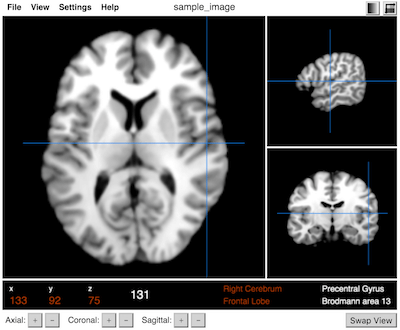 File View Settings Help sample_image
x y z 131 Right Cerebrum Precentral Gyrus
133 92 75 Frontal Lobe Brodmann area 13
Axial: + − Coronal: + − Sagittal: + − Swap View